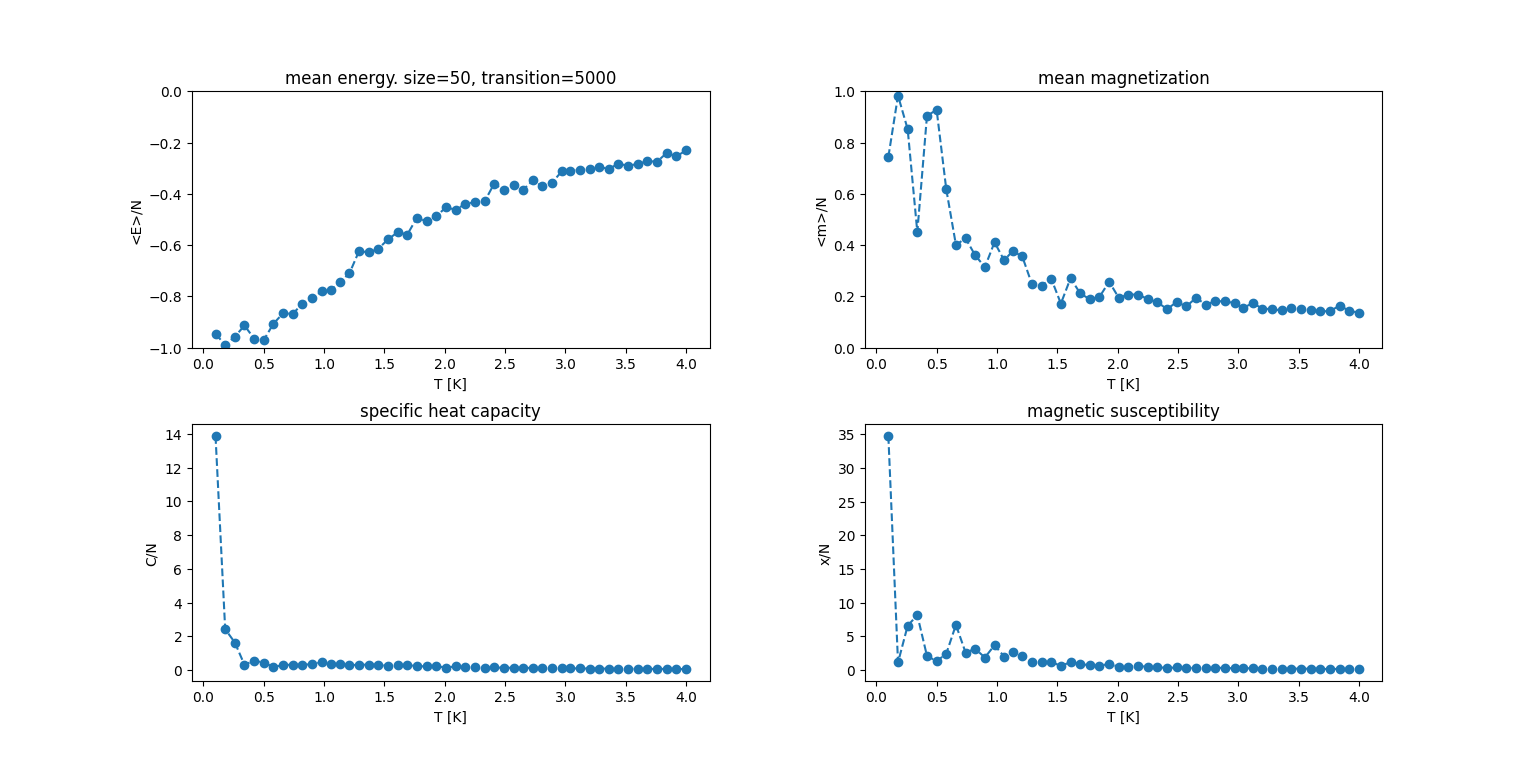 mean energy. size=50, transition=5000
0.0
−0.2
−0.4
−0.6
−0.8
−1.0
<E>/N
0.0 0.5 1.0 1.5 2.0 2.5 3.0 3.5 4.0
T [K]
mean magnetization
1.0
0.8
0.6
0.4
0.2
0.0
<m>/N
0.0 0.5 1.0 1.5 2.0 2.5 3.0 3.5 4.0
T [K]
specific heat capacity
14
12
10
8
6
4
2
0
C/N
0.0 0.5 1.0 1.5 2.0 2.5 3.0 3.5 4.0
T [K]
magnetic susceptibility
35
30
25
20
15
10
5
0
x/N
0.0 0.5 1.0 1.5 2.0 2.5 3.0 3.5 4.0
T [K]